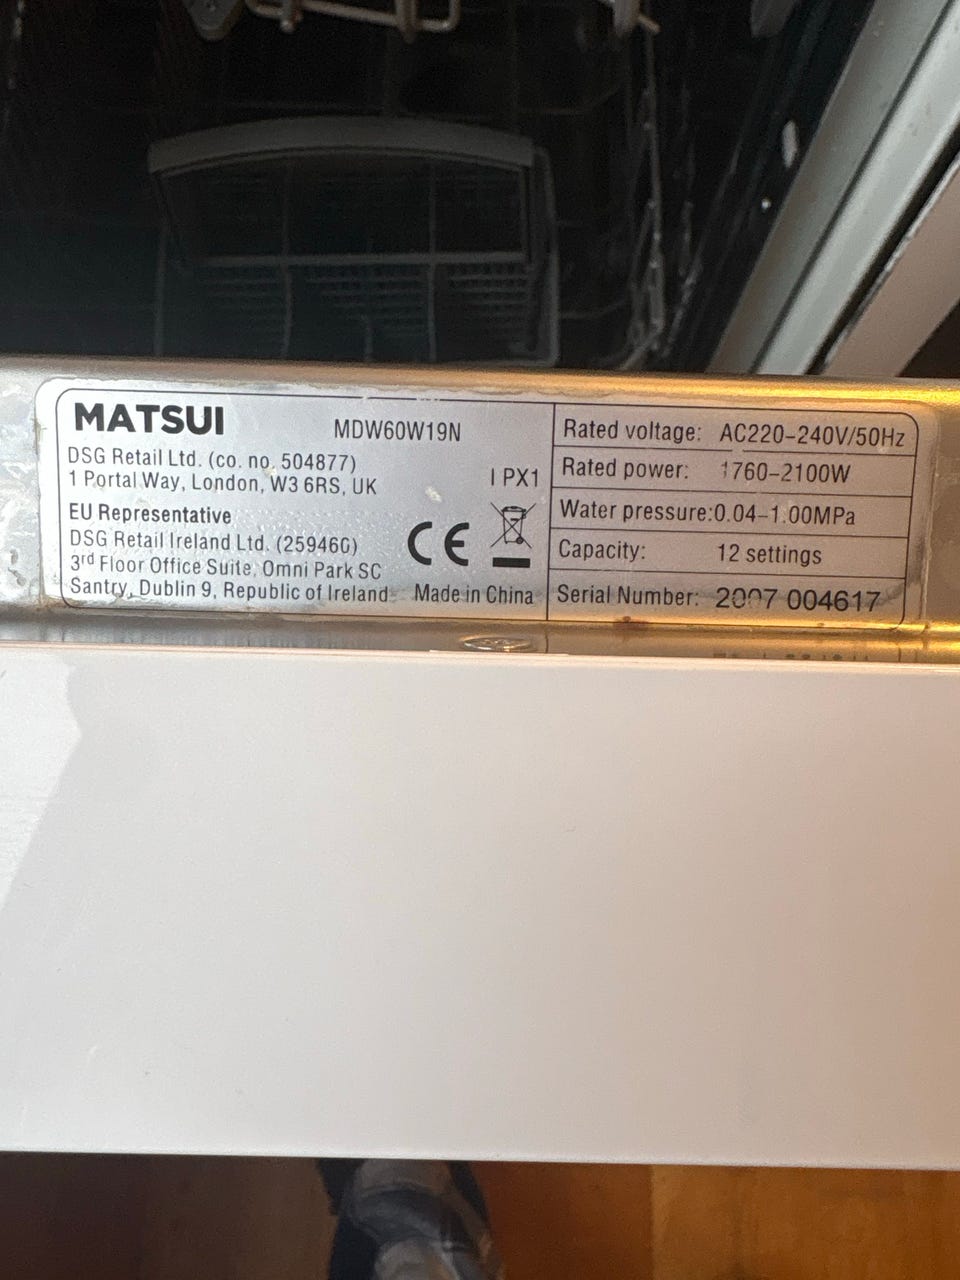 MATSUI
MDW60W19N
DSG Retail Ltd. (co. no. 504877)
1 Portal Way, London, W3 6RS, UK
IPX1
EU Representative
DSG Retail Ireland Ltd. (259460)
3rd Floor Office Suite, Omni Park SC
Santry, Dublin 9, Republic of Ireland
CE
Made in China
Rated voltage: AC220-240V/50Hz
Rated power: 1760-2100W
Water pressure:0.04-1.00MPa
Capacity: 12 settings
Serial Number: 2007 004617